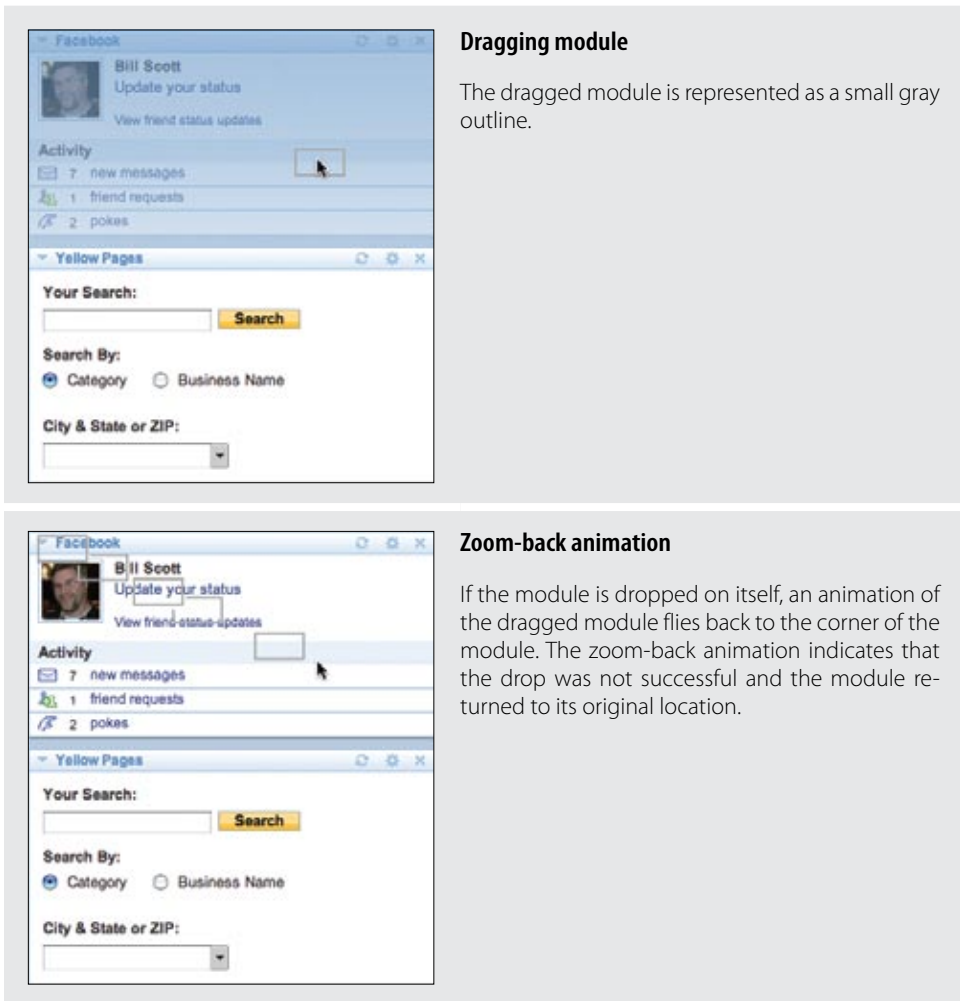 Facebook
Bill Scott
Update your status
View friend status updates
Activity
7 new messages
1 friend requests
2 pokes
Yellow Pages
Your Search:
Search
Search By:
Category Business Name
City & State or ZIP:
Dragging module
The dragged module is represented as a small gray
outline.
Facebook
Bill Scott
Update your status
View friend status updates
Activity
7 new messages
1 friend requests
2 pokes
Yellow Pages
Your Search:
Search
Search By:
Category Business Name
City & State or ZIP:
Zoom-back animation
If the module is dropped on itself, an animation of
the dragged module flies back to the corner of the
module. The zoom-back animation indicates that
the drop was not successful and the module re-
turned to its original location.